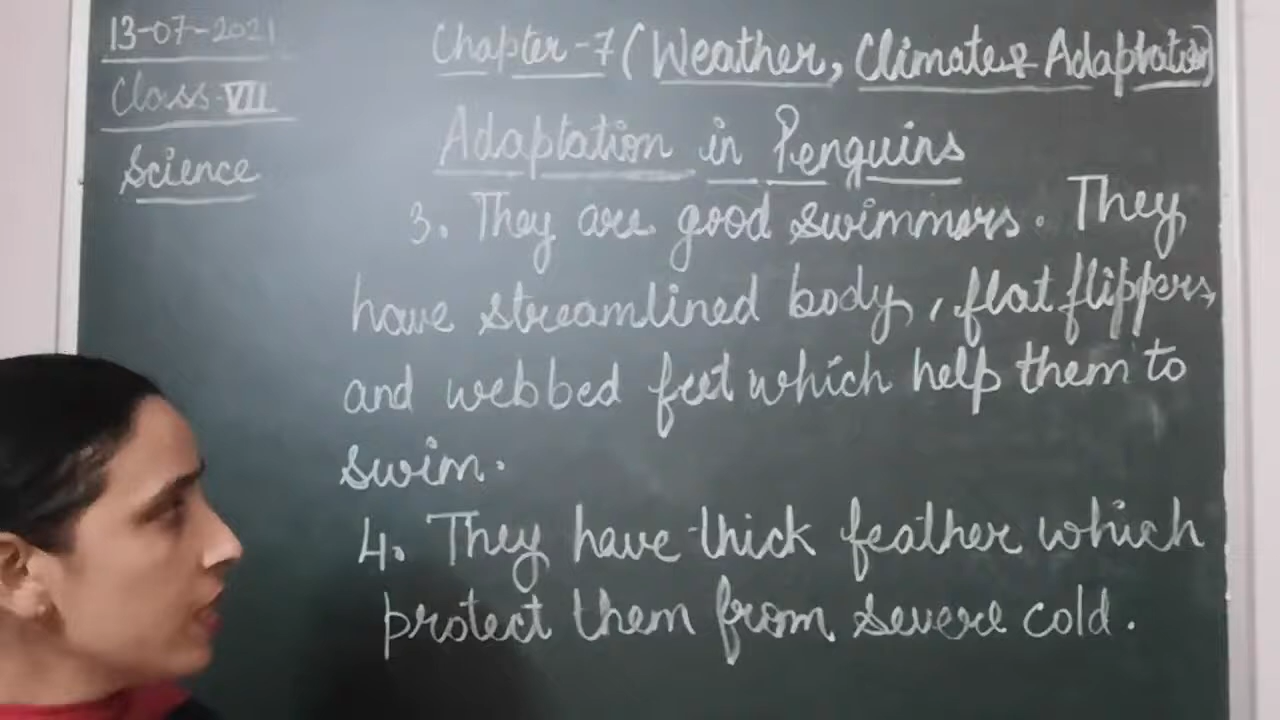 13-07-2021
Class-VII
Science
Chapter-7 (Weather, Climate & Adaptation)
Adaptation in Penguins
3. They are good swimmers. They
have streamlined body, flat flippers,
and webbed feet which help them to
swim.
4. They have thick feather which
protect them from severe cold.